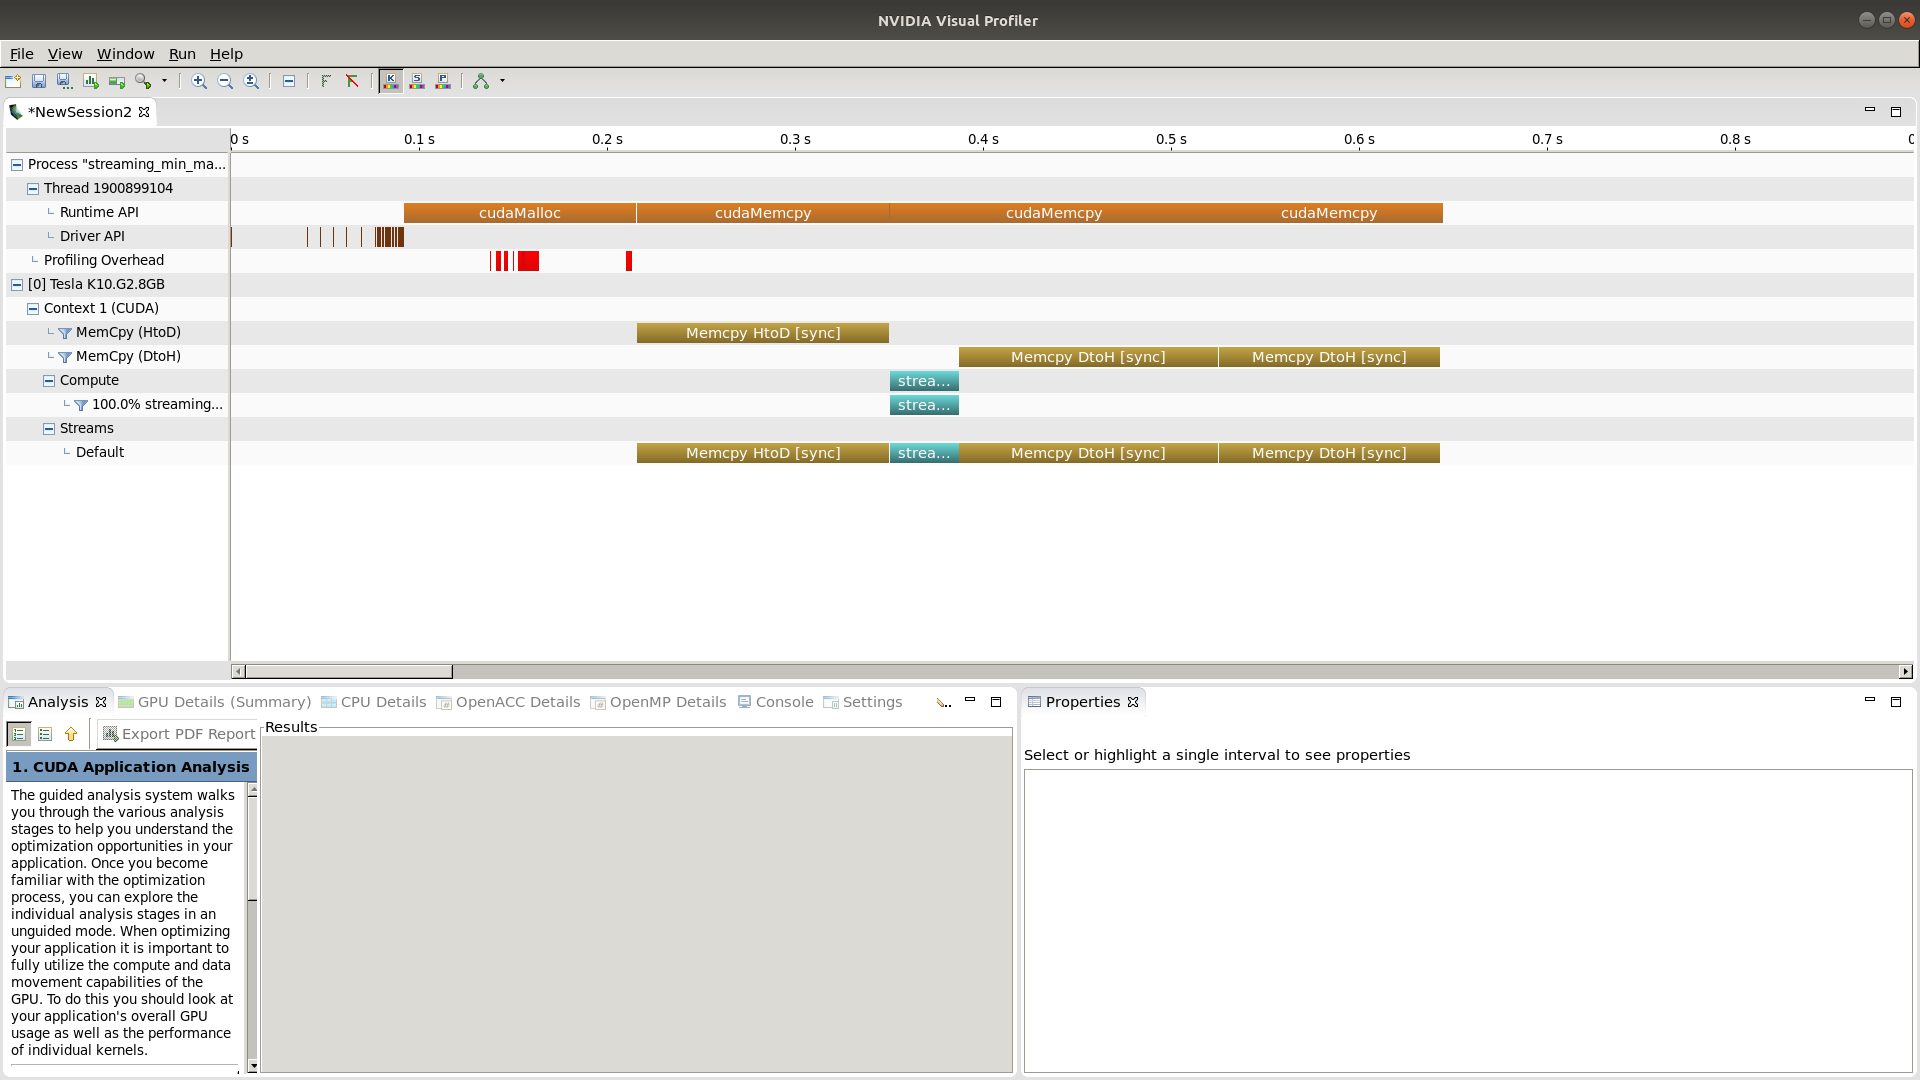 NVIDIA Visual Profiler
File View Window Run Help
*NewSession2
0 s 0.1 s 0.2 s 0.3 s 0.4 s 0.5 s 0.6 s 0.7 s 0.8 s
Process "streaming_min_ma...
Thread 1900899104
Runtime API cudaMalloc cudaMemcpy cudaMemcpy cudaMemcpy
Driver API
Profiling Overhead
[0] Tesla K10.G2.8GB
Context 1 (CUDA)
MemCpy (HtoD) Memcpy HtoD [sync]
MemCpy (DtoH) Memcpy DtoH [sync] Memcpy DtoH [sync]
Compute strea...
100.0% streaming... strea...
Streams
Default Memcpy HtoD [sync] strea... Memcpy DtoH [sync] Memcpy DtoH [sync]
Analysis GPU Details (Summary) CPU Details OpenACC Details OpenMP Details Console Settings
Export PDF Report
1. CUDA Application Analysis
The guided analysis system walks
you through the various analysis
stages to help you understand the
optimization opportunities in your
application. Once you become
familiar with the optimization
process, you can explore the
individual analysis stages in an
unguided mode. When optimizing
your application it is important to
fully utilize the compute and data
movement capabilities of the
GPU. To do this you should look at
your application's overall GPU
usage as well as the performance
of individual kernels.
Results
Properties
Select or highlight a single interval to see properties